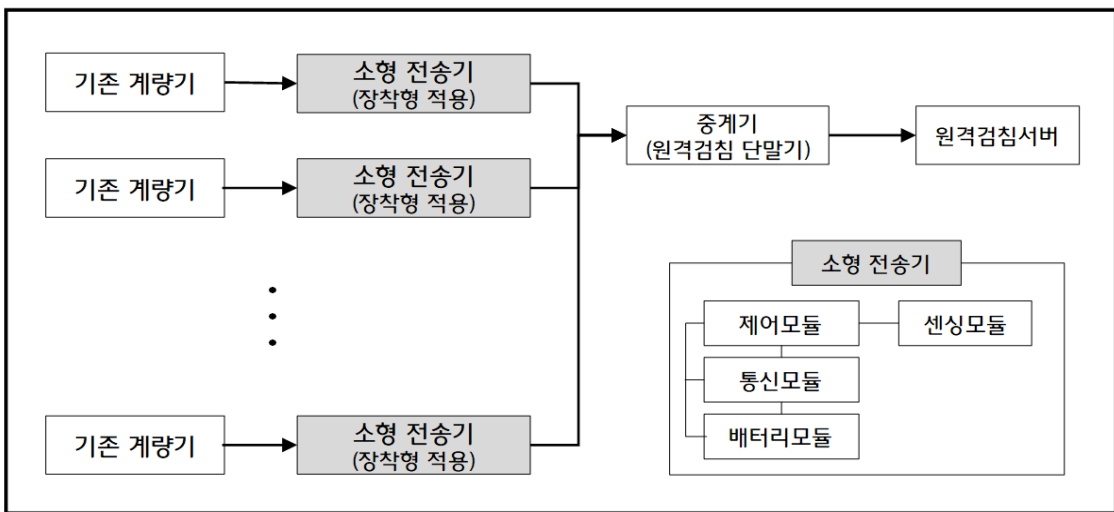 기존 계량기
소형 전송기
(장착형 적용)
기존 계량기
소형 전송기
(장착형 적용)
기존 계량기
소형 전송기
(장착형 적용)
중계기
(원격검침 단말기)
원격검침서버
소형 전송기
제어모듈
센싱모듈
통신모듈
배터리모듈